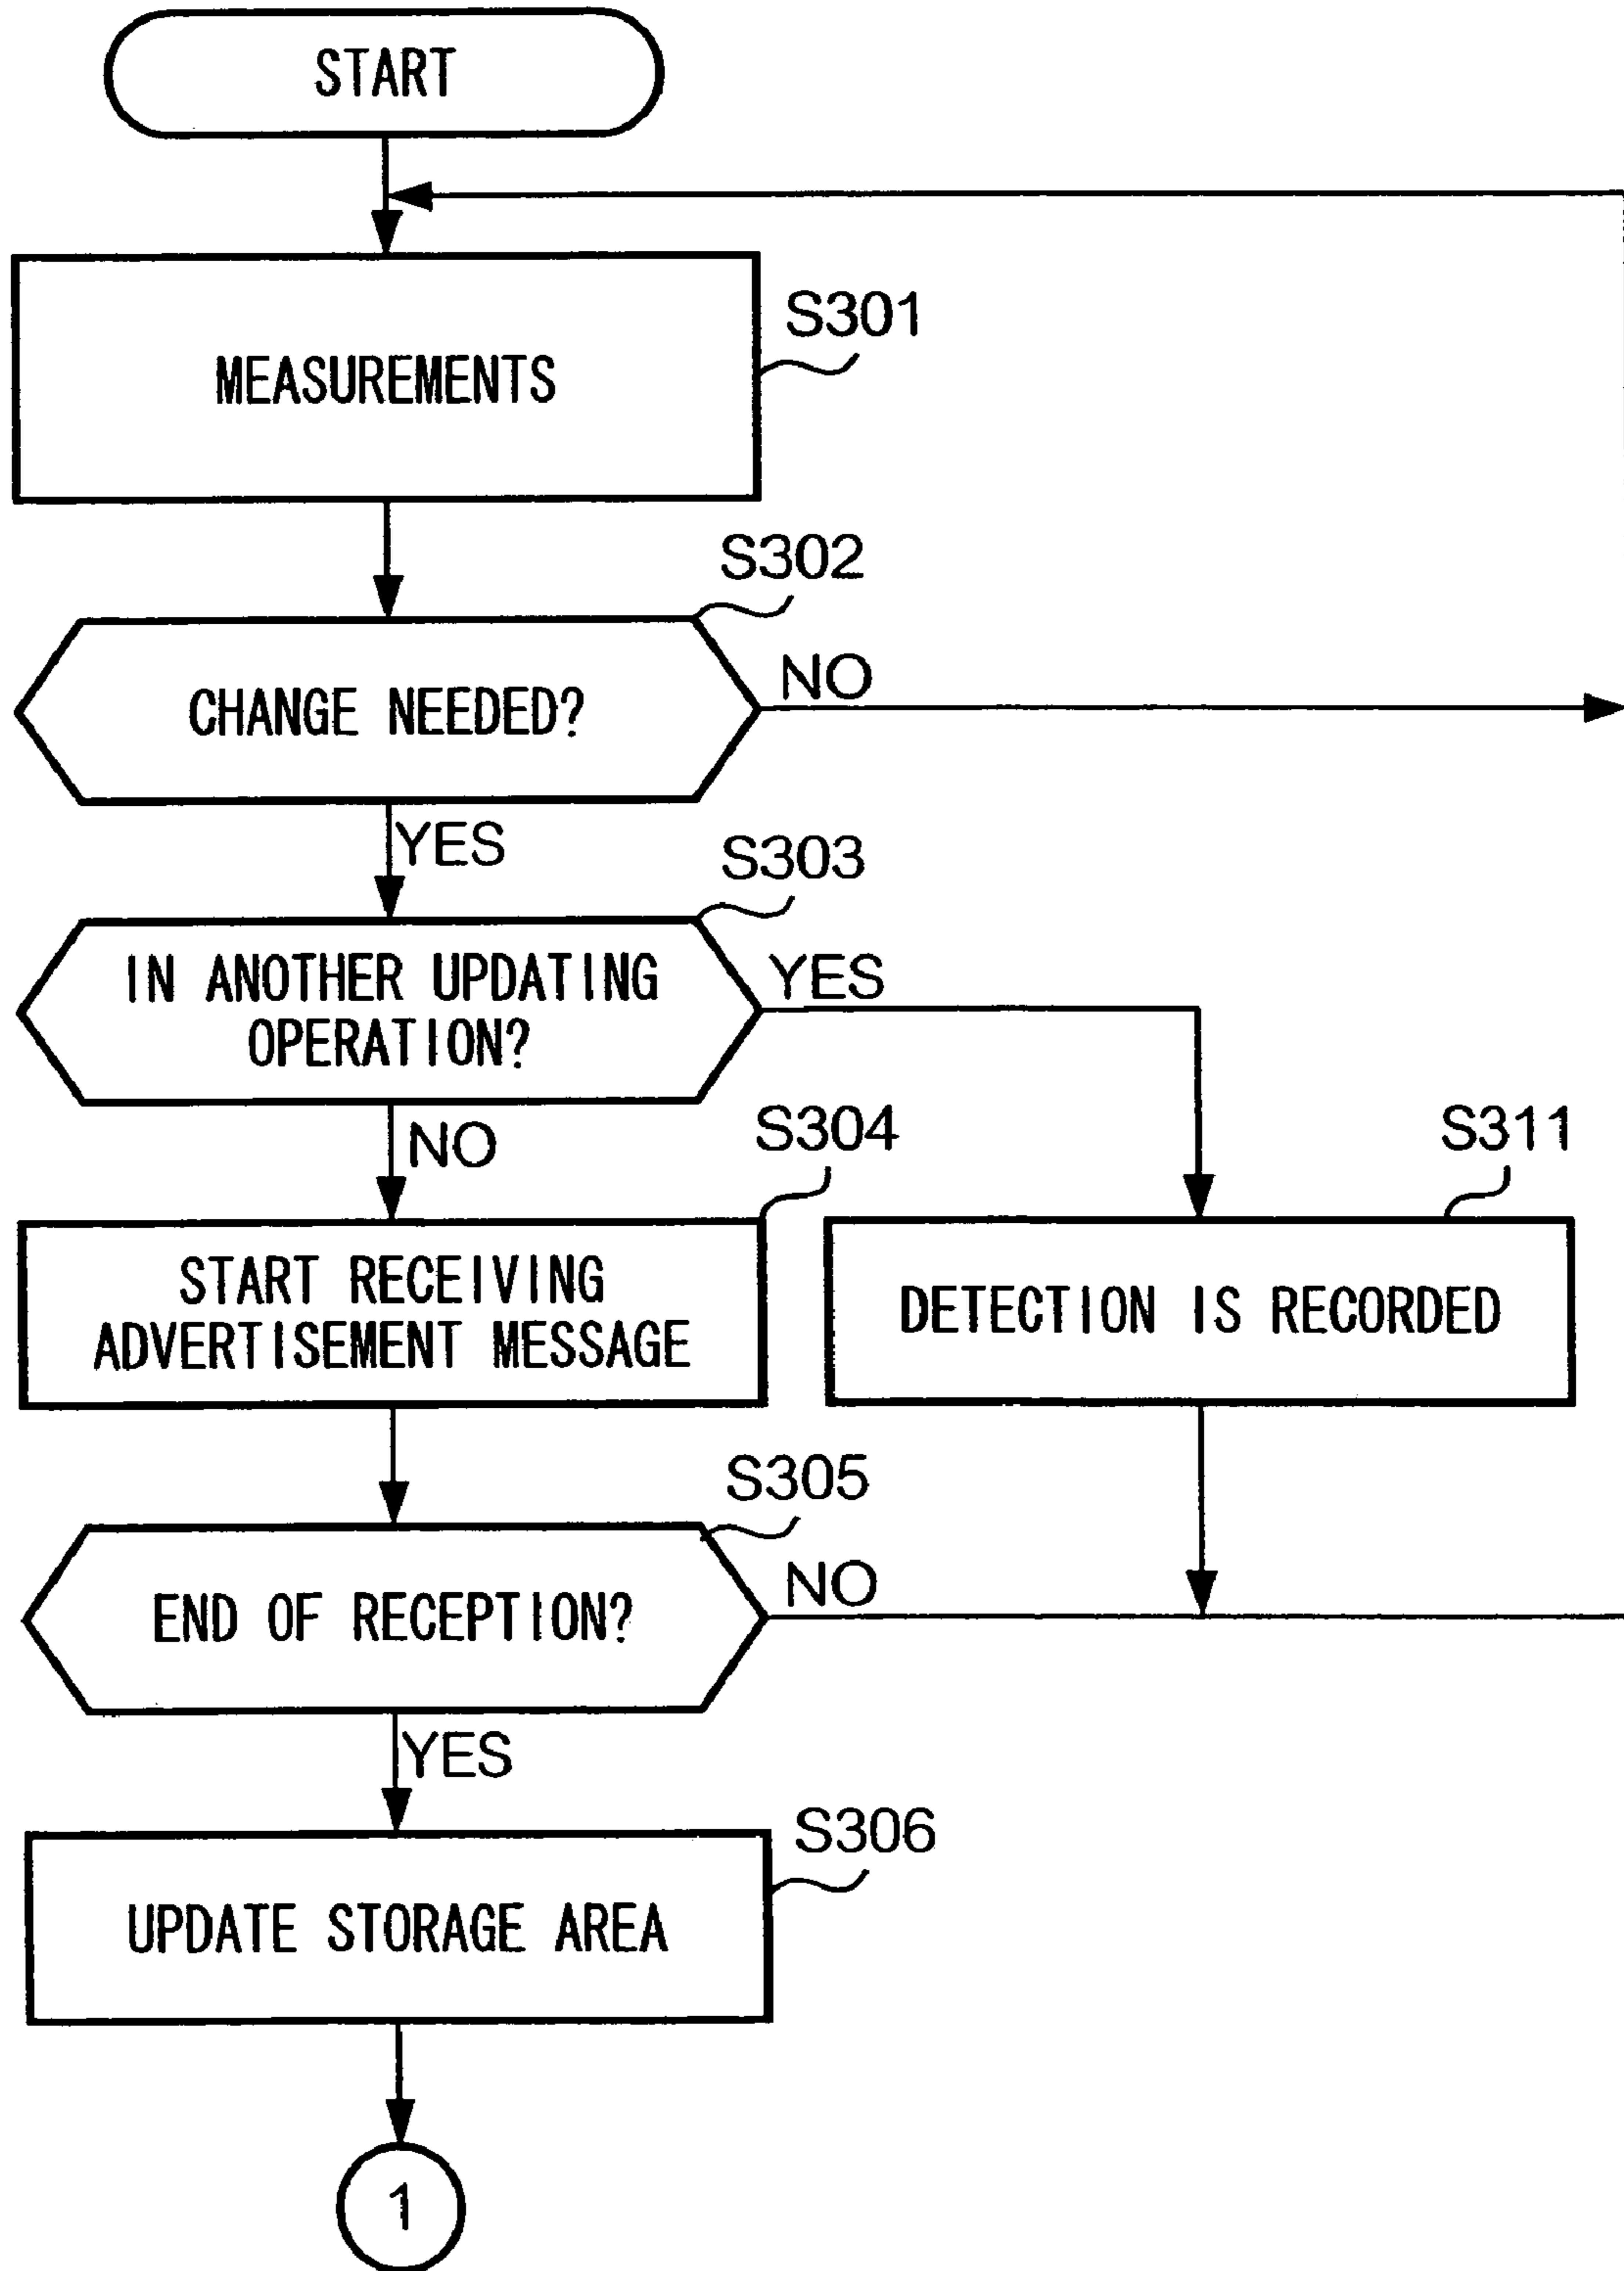 START
S301
MEASUREMENTS
S302
CHANGE NEEDED?
NO
YES
S303
IN ANOTHER UPDATING
OPERATION?
YES
NO
S304
S311
START RECEIVING
ADVERTISEMENT MESSAGE
DETECTION IS RECORDED
S305
END OF RECEPTION?
NO
YES
S306
UPDATE STORAGE AREA
1